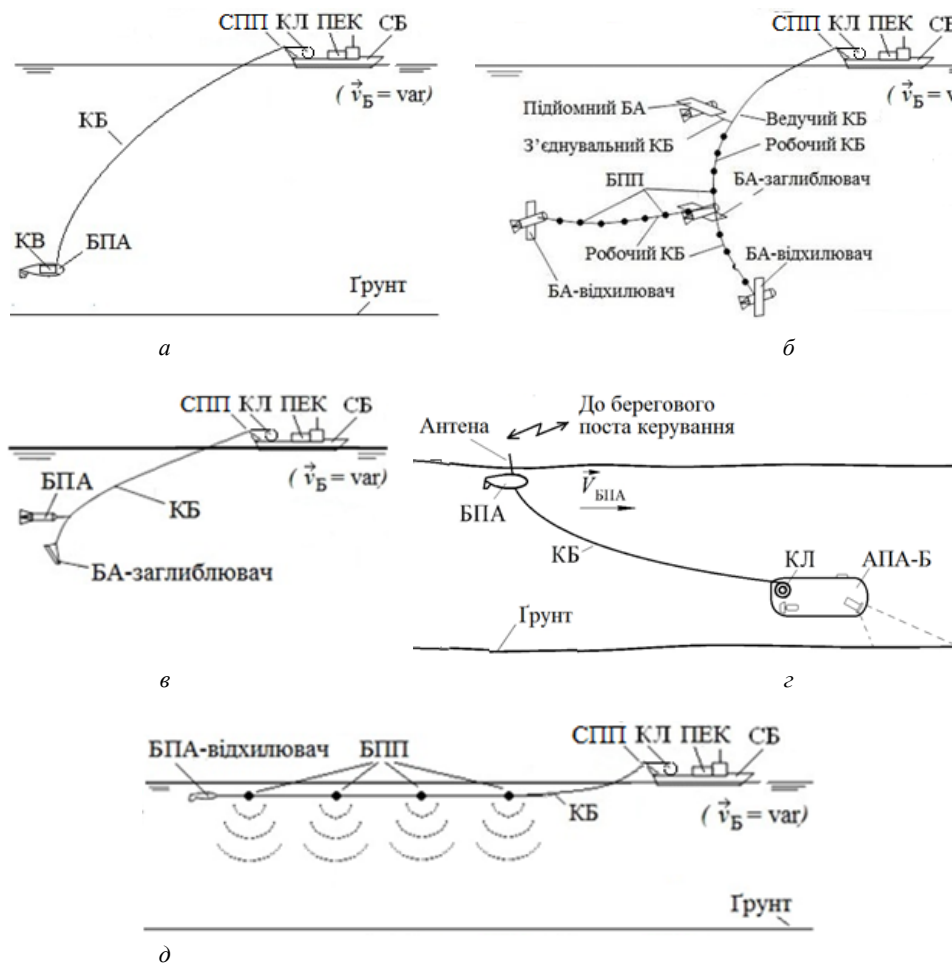 СПП КЛ ПЕК СБ
( v⃗Б = var)
КБ
КВ
БПА
Ґрунт
а
СПП КЛ ПЕК СБ
( v⃗Б = v
Підйомний БА
З’єднувальний КБ
Ведучий КБ
Робочий КБ
БПП
БА-заглиблювач
Робочий КБ
БА-відхилювач
БА-відхилювач
б
СПП КЛ ПЕК СБ
( v⃗Б = var)
БПА
КБ
БА-заглиблювач
в
До берегового
поста керування
Антена
V⃗БПА
БПА
КБ
КЛ
АПА-Б
Ґрунт
г
СПП КЛ ПЕК СБ
БПА-відхилювач
БПП
КБ
( v⃗Б = var)
Ґрунт
д